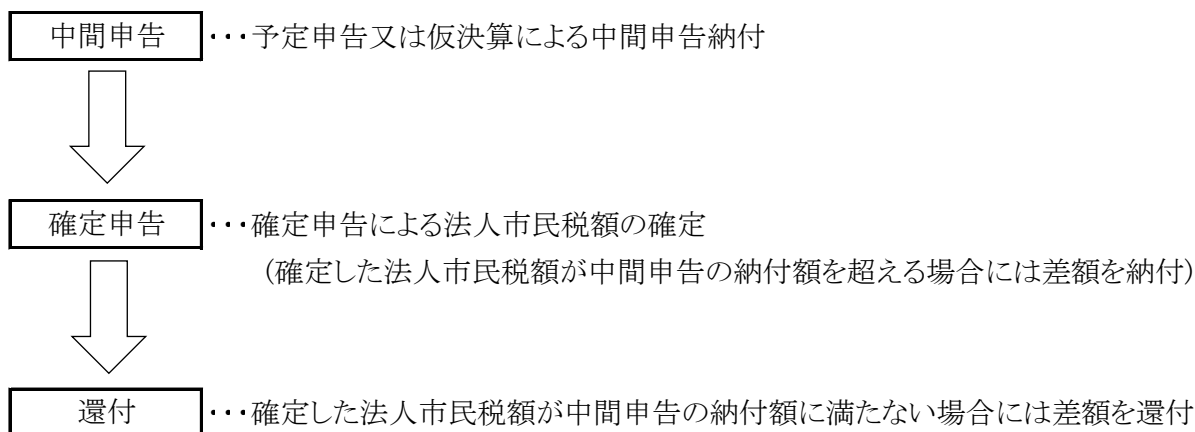 中間申告 ・・・予定申告又は仮決算による中間申告納付
確定申告 ・・・確定申告による法人市民税額の確定
(確定した法人市民税額が中間申告の納付額を超える場合には差額を納付)
還付 ・・・確定した法人市民税額が中間申告の納付額に満たない場合には差額を還付